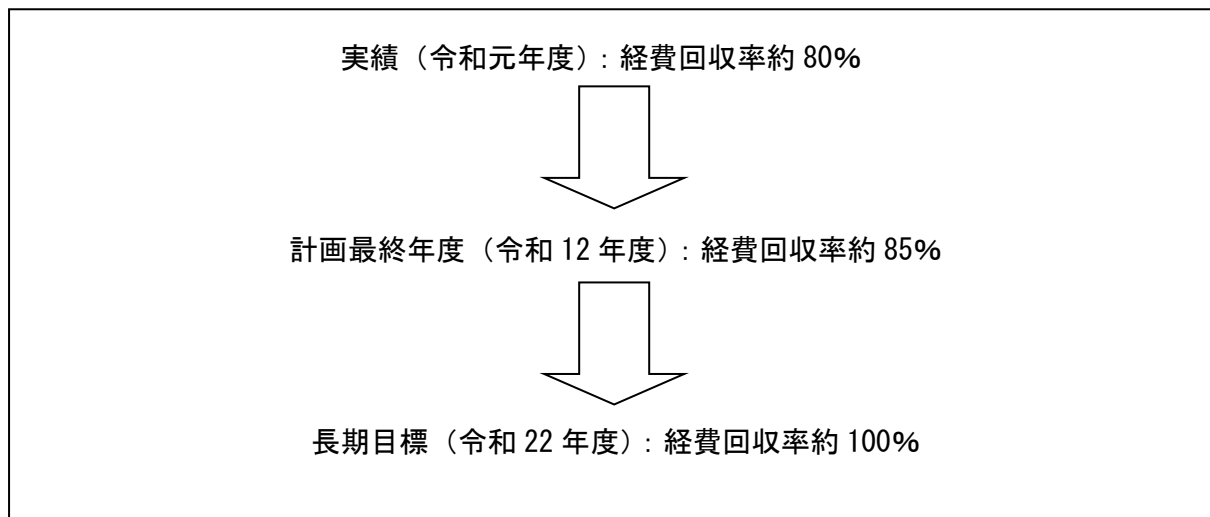 実績（令和元年度）：経費回収率約 80%
計画最終年度（令和 12 年度）：経費回収率約 85%
長期目標（令和 22 年度）：経費回収率約 100%